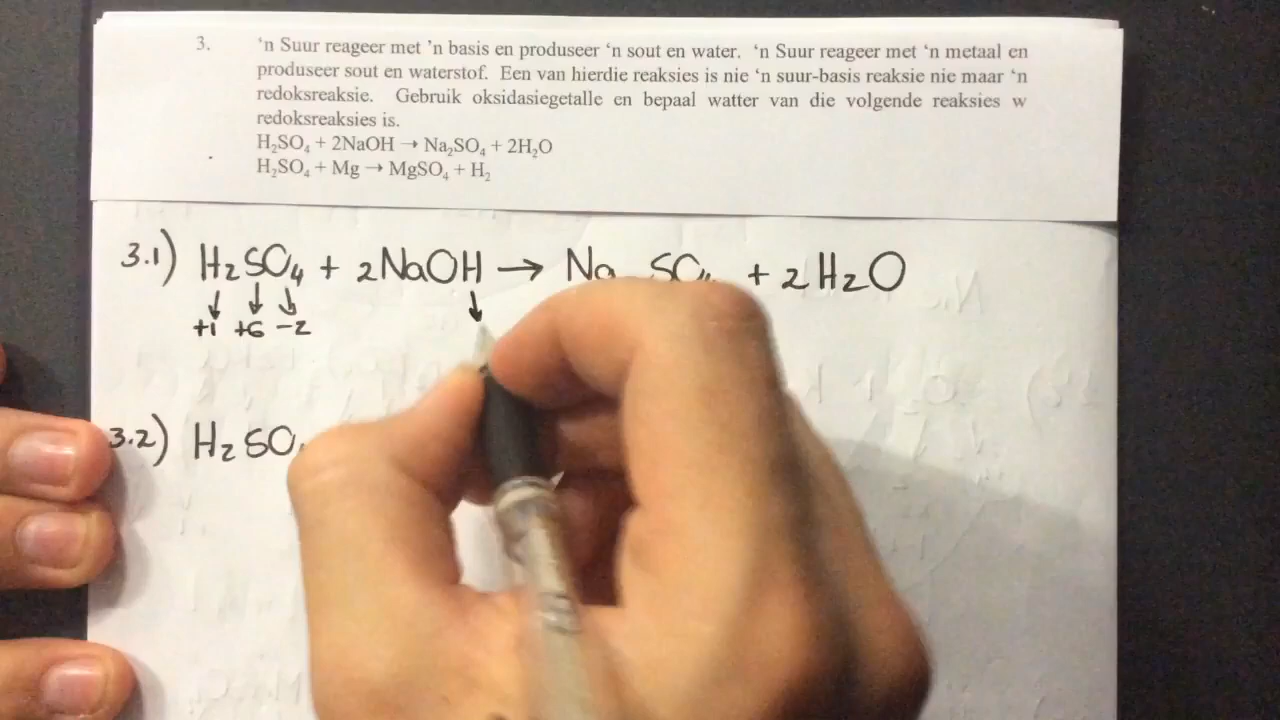 3. 'n Suur reageer met 'n basis en produseer 'n sout en water. 'n Suur reageer met 'n metaal en
produseer sout en waterstof. Een van hierdie reaksies is nie 'n suur-basis reaksie nie maar 'n
redoksreaksie. Gebruik oksidasiegetalle en bepaal watter van die volgende reaksies w
redoksreaksies is.
H₂SO₄ + 2NaOH → Na₂SO₄ + 2H₂O
H₂SO₄ + Mg → MgSO₄ + H₂
3.1) H₂SO₄ + 2NaOH → Na SO + 2H₂O
↓ ↓ ↓ ↓
+1 +6 -2
3.2) H₂SO